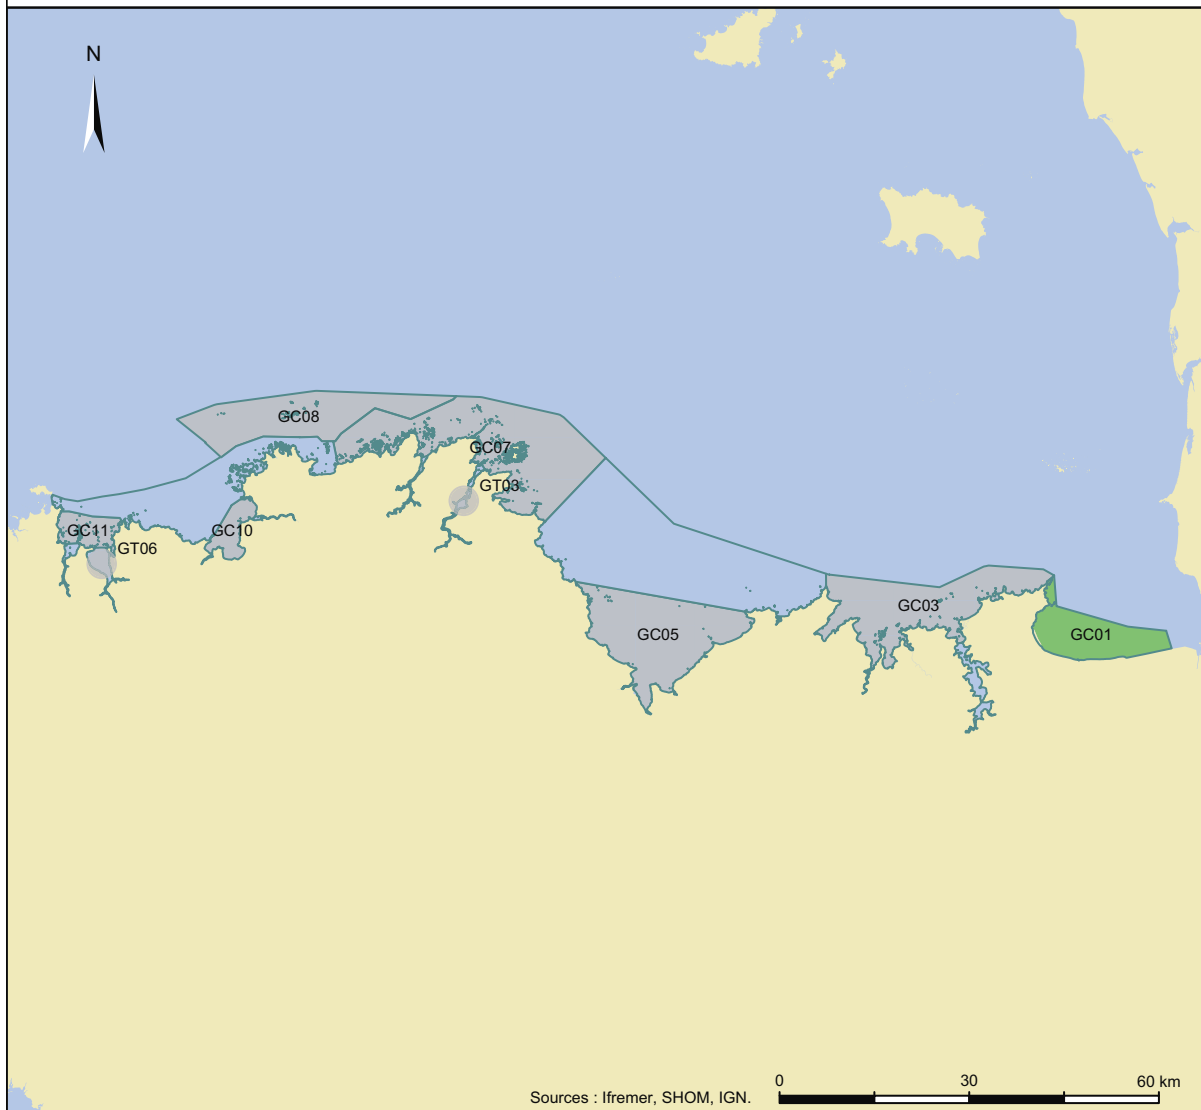 N
GC08
GC07
GT03
GC11
GC10
GT06
GC03
GC05
GC01
0 30 60 km
Sources : Ifremer, SHOM, IGN.